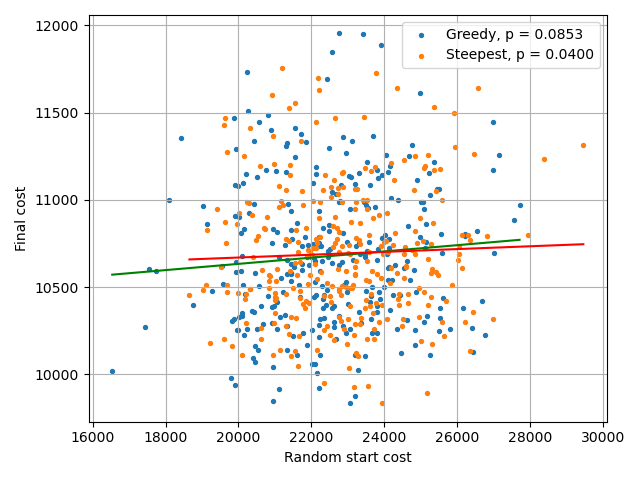 Greedy, p = 0.0853
Steepest, p = 0.0400
12000
11500
11000
10500
10000
Final cost
16000 18000 20000 22000 24000 26000 28000 30000
Random start cost